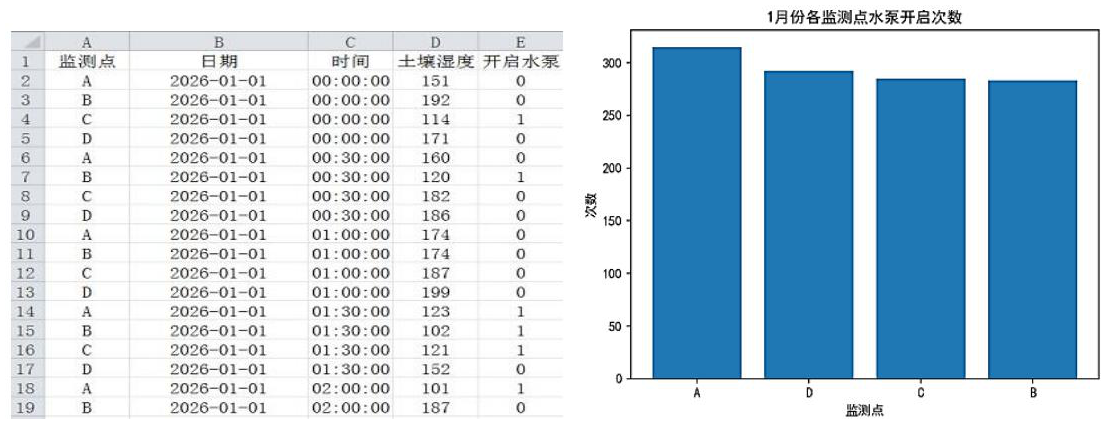 A B C D E
1 监测点 日期 时间 土壤湿度 开启水泵
2 A 2026-01-01 00:00:00 151 0
3 B 2026-01-01 00:00:00 192 0
4 C 2026-01-01 00:00:00 114 1
5 D 2026-01-01 00:00:00 171 0
6 A 2026-01-01 00:30:00 160 0
7 B 2026-01-01 00:30:00 120 1
8 C 2026-01-01 00:30:00 182 0
9 D 2026-01-01 00:30:00 186 0
10 A 2026-01-01 01:00:00 174 0
11 B 2026-01-01 01:00:00 174 0
12 C 2026-01-01 01:00:00 187 0
13 D 2026-01-01 01:00:00 199 0
14 A 2026-01-01 01:30:00 123 1
15 B 2026-01-01 01:30:00 102 1
16 C 2026-01-01 01:30:00 121 1
17 D 2026-01-01 01:30:00 152 0
18 A 2026-01-01 02:00:00 101 1
19 B 2026-01-01 02:00:00 187 0
1月份各监测点水泵开启次数
次数
300
250
200
150
100
50
0
A D C B
监测点